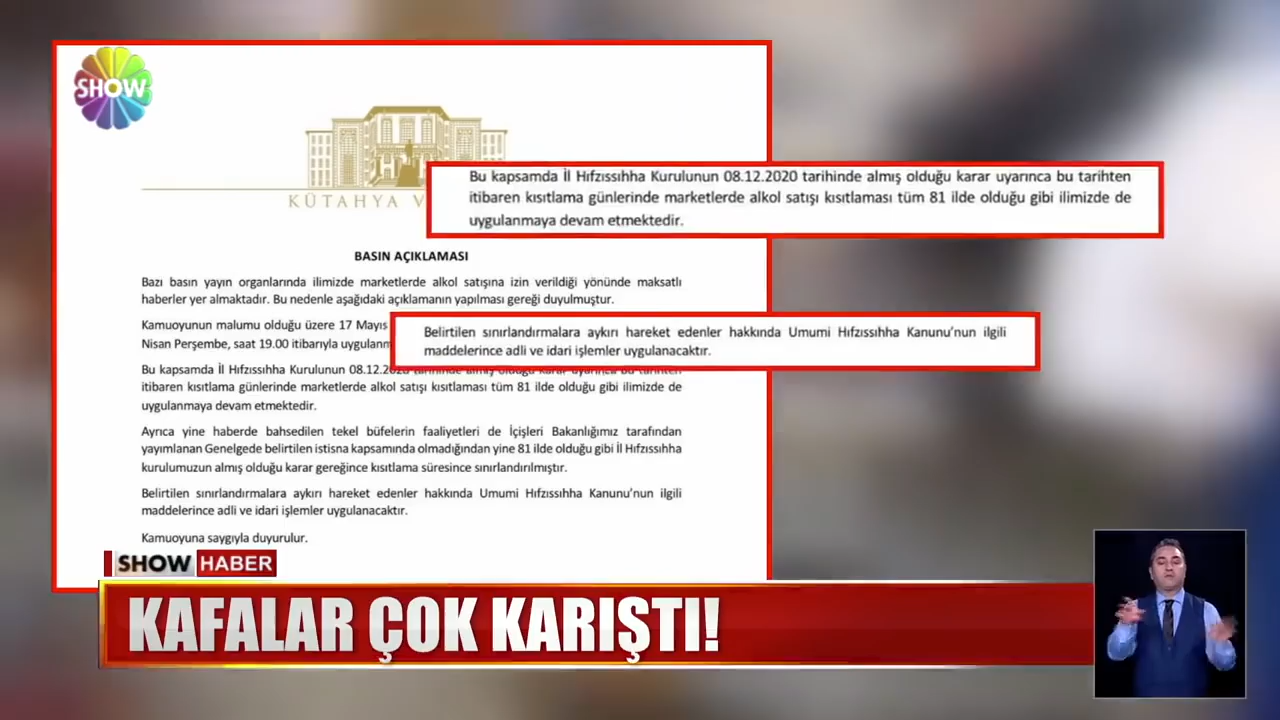 SHOW
KÜTAHYA V
Bu kapsamda İl Hıfzıssıhha Kurulunun 08.12.2020 tarihinde almış olduğu karar uyarınca bu tarihten
itibaren kısıtlama günlerinde marketlerde alkol satışı kısıtlaması tüm 81 ilde olduğu gibi ilimizde de
uygulanmaya devam etmektedir.
BASIN AÇIKLAMASI
Bazı basın yayın organlarında ilimizde marketlerde alkol satışına izin verildiği yönünde maksatlı
haberler yer almaktadır. Bu nedenle aşağıdaki açıklamanın yapılması gereği duyulmuştur.
Kamuoyunun malumu olduğu üzere 17 Mayıs
Nisan Perşembe, saat 19.00 itibarıyla uygulanm
Belirtilen sınırlandırmalara aykırı hareket edenler hakkında Umumi Hıfzıssıhha Kanunu’nun ilgili
maddelerince adli ve idari işlemler uygulanacaktır.
Bu kapsamda İl Hıfzıssıhha Kurulunun 08.12.2020 tarihinde almış olduğu karar uyarınca bu tarihten
itibaren kısıtlama günlerinde marketlerde alkol satışı kısıtlaması tüm 81 ilde olduğu gibi ilimizde de
uygulanmaya devam etmektedir.
Ayrıca yine haberde bahsedilen tekel büfelerin faaliyetleri de İçişleri Bakanlığımız tarafından
yayımlanan Genelgede belirtilen istisna kapsamında olmadığından yine 81 ilde olduğu gibi İl Hıfzıssıhha
kurulumuzun almış olduğu karar gereğince kısıtlama süresince sınırlandırılmıştır.
Belirtilen sınırlandırmalara aykırı hareket edenler hakkında Umumi Hıfzıssıhha Kanunu’nun ilgili
maddelerince adli ve idari işlemler uygulanacaktır.
Kamuoyuna saygıyla duyurulur.
SHOW HABER
KAFALAR ÇOK KARIŞTI!